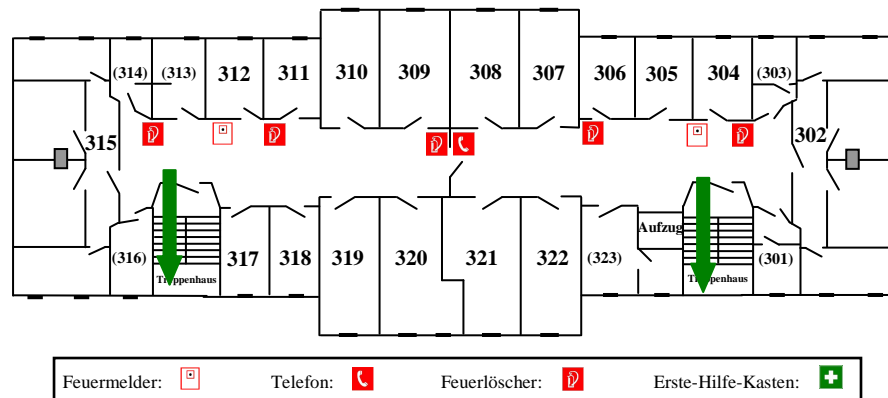 (314) (313) 312 311 310 309 308 307 306 305 304 (303)
315 302
(316) 317 318 319 320 321 322 (323) Aufzug (301)
Treppenhaus Treppenhaus
Feuermelder: Telefon: Feuerlöscher: Erste-Hilfe-Kasten: